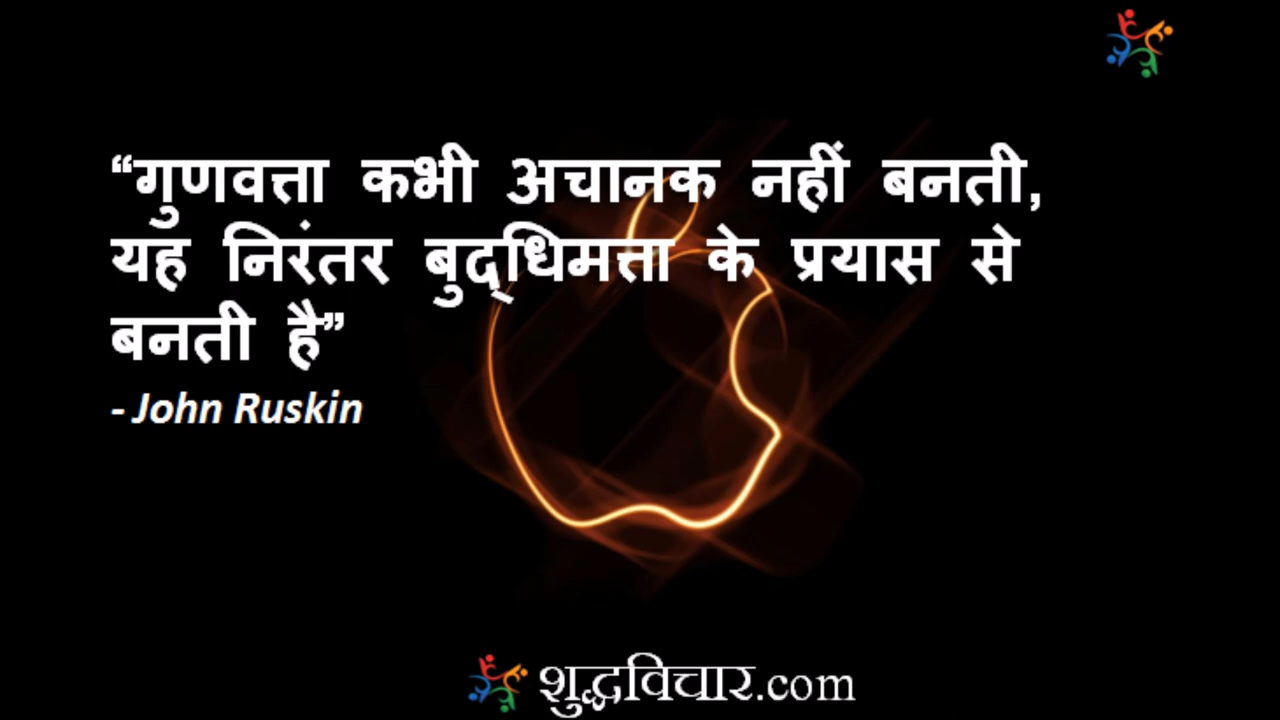 “गुणवत्ता कभी अचानक नहीं बनती,
यह निरंतर बुद्‌धिमत्ता के प्रयास से
बनती है”
- John Ruskin
शुद्धविचार.com